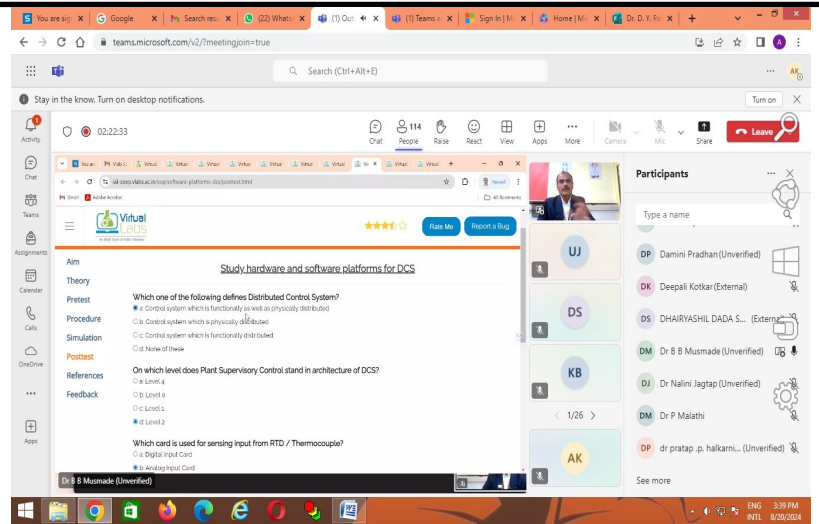 You are sig
Google
Search resu
(22) Whats
(1) Out
(1) Teams a
Sign In | Mi
Home | Mic
Dr. D. Y. Pa
teams.microsoft.com/v2/?meetingjoin=true
Search (Ctrl+Alt+E)
AK
Stay in the know. Turn on desktop notifications.
Turn on
Activity
Chat
Teams
Assignments
Calendar
Calls
OneDrive
Apps
02:22:33
Chat
114
People
Raise
React
View
Apps
More
Camera
Mic
Share
Leave
Gmail
Adobe Acrobat
All Bookmarks
Virtual
Labs
Rate Me
Report a Bug
Aim
Theory
Pretest
Procedure
Simulation
Posttest
References
Feedback
Study hardware and software platforms for DCS
Which one of the following defines Distributed Control System?
a: Control system which is functionally as well as physically distributed
b: Control system which is physically distributed
c: Control system which is functionally distributed
d: None of these
On which level does Plant Supervisory Control stand in architecture of DCS?
a: Level 4
b: Level 0
c: Level 1
d: Level 2
Which card is used for sensing input from RTD / Thermocouple?
a: Digital Input Card
b: Analog Input Card
Dr B B Musmade (Unverified)
UJ
DS
KB
1/26
AK
Participants
Type a name
DP Damini Pradhan (Unverified)
DK Deepali Kotkar (External)
DS DHAIRYASHIL DADA S...
DM Dr B B Musmade (Unverified)
DJ Dr Nalini Jagtap (Unverified)
DM Dr P Malathi
DP dr pratap .p. halkarni... (Unverified)
See more
ENG
INTL
3:39 PM
8/20/2024